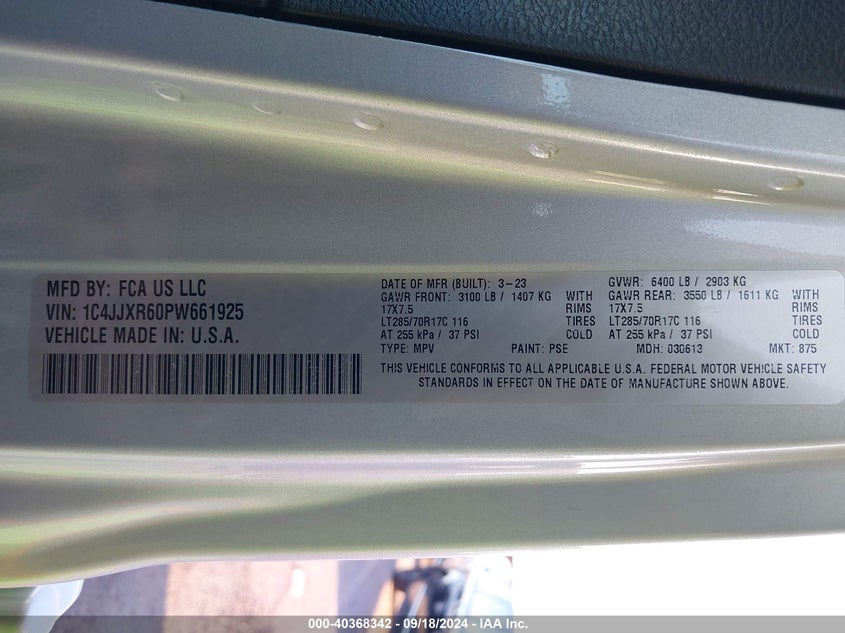 MFD BY: FCA US LLC
VIN: 1C4JJXR60PW661925
VEHICLE MADE IN: U.S.A.
DATE OF MFR (BUILT): 3-23
GAWR FRONT: 3100 LB / 1407 KG WITH
17X7.5 RIMS
LT285/70R17C 116 TIRES
AT 255 kPa / 37 PSI COLD
TYPE: MPV PAINT: PSE
GVWR: 6400 LB / 2903 KG
GAWR REAR: 3550 LB / 1611 KG WITH
17X7.5 RIMS
LT285/70R17C 116 TIRES
AT 255 kPa / 37 PSI COLD
MDH: 030613 MKT: 875
THIS VEHICLE CONFORMS TO ALL APPLICABLE U.S.A. FEDERAL MOTOR VEHICLE SAFETY
STANDARDS IN EFFECT ON THE DATE OF MANUFACTURE SHOWN ABOVE.
000-40368342 - 09/18/2024 - IAA Inc.